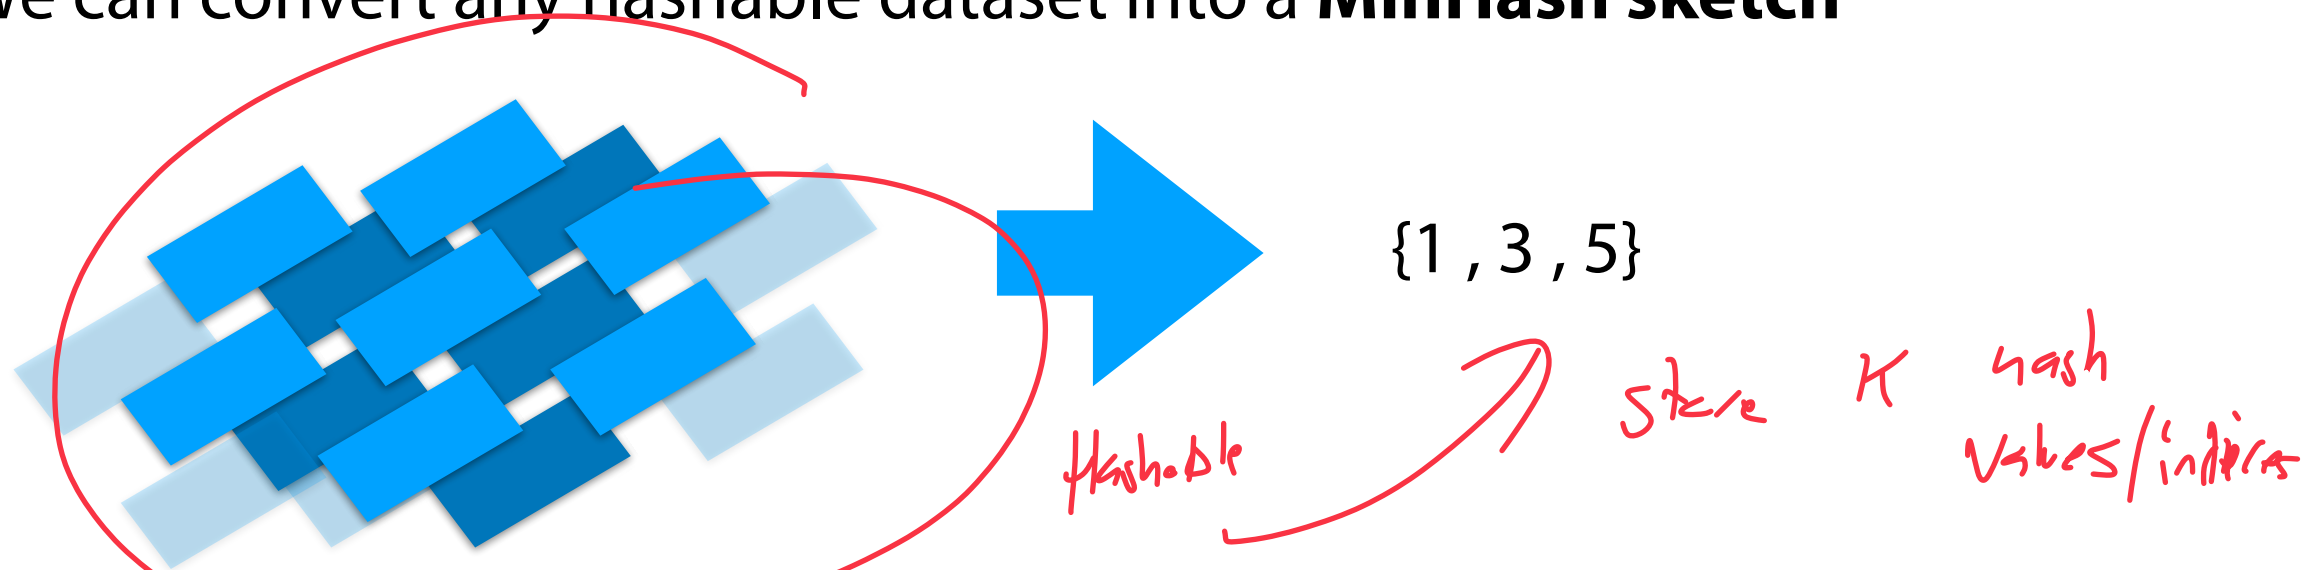 we can convert any hashable dataset into a MinHash sketch
{1 , 3 , 5}
Hashable
store K hash
values/indices